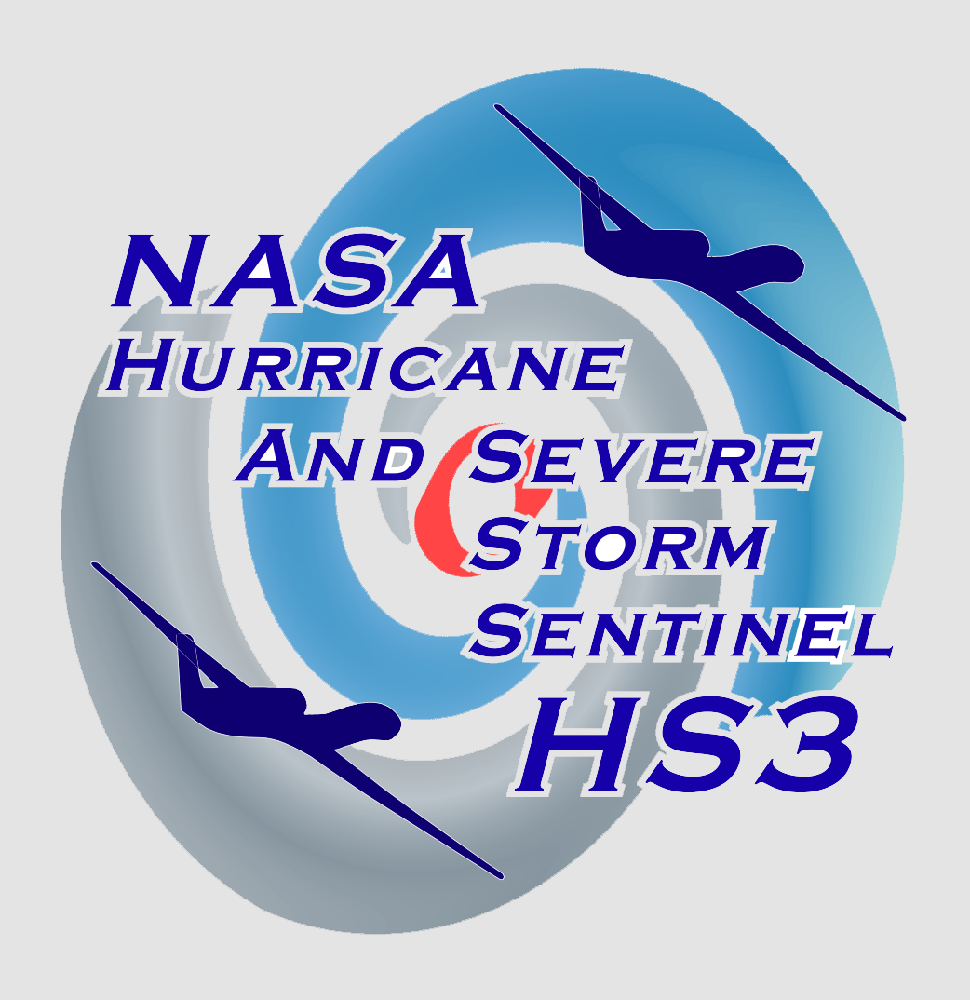 NASA
HURRICANE
AND SEVERE
STORM
SENTINEL
HS3